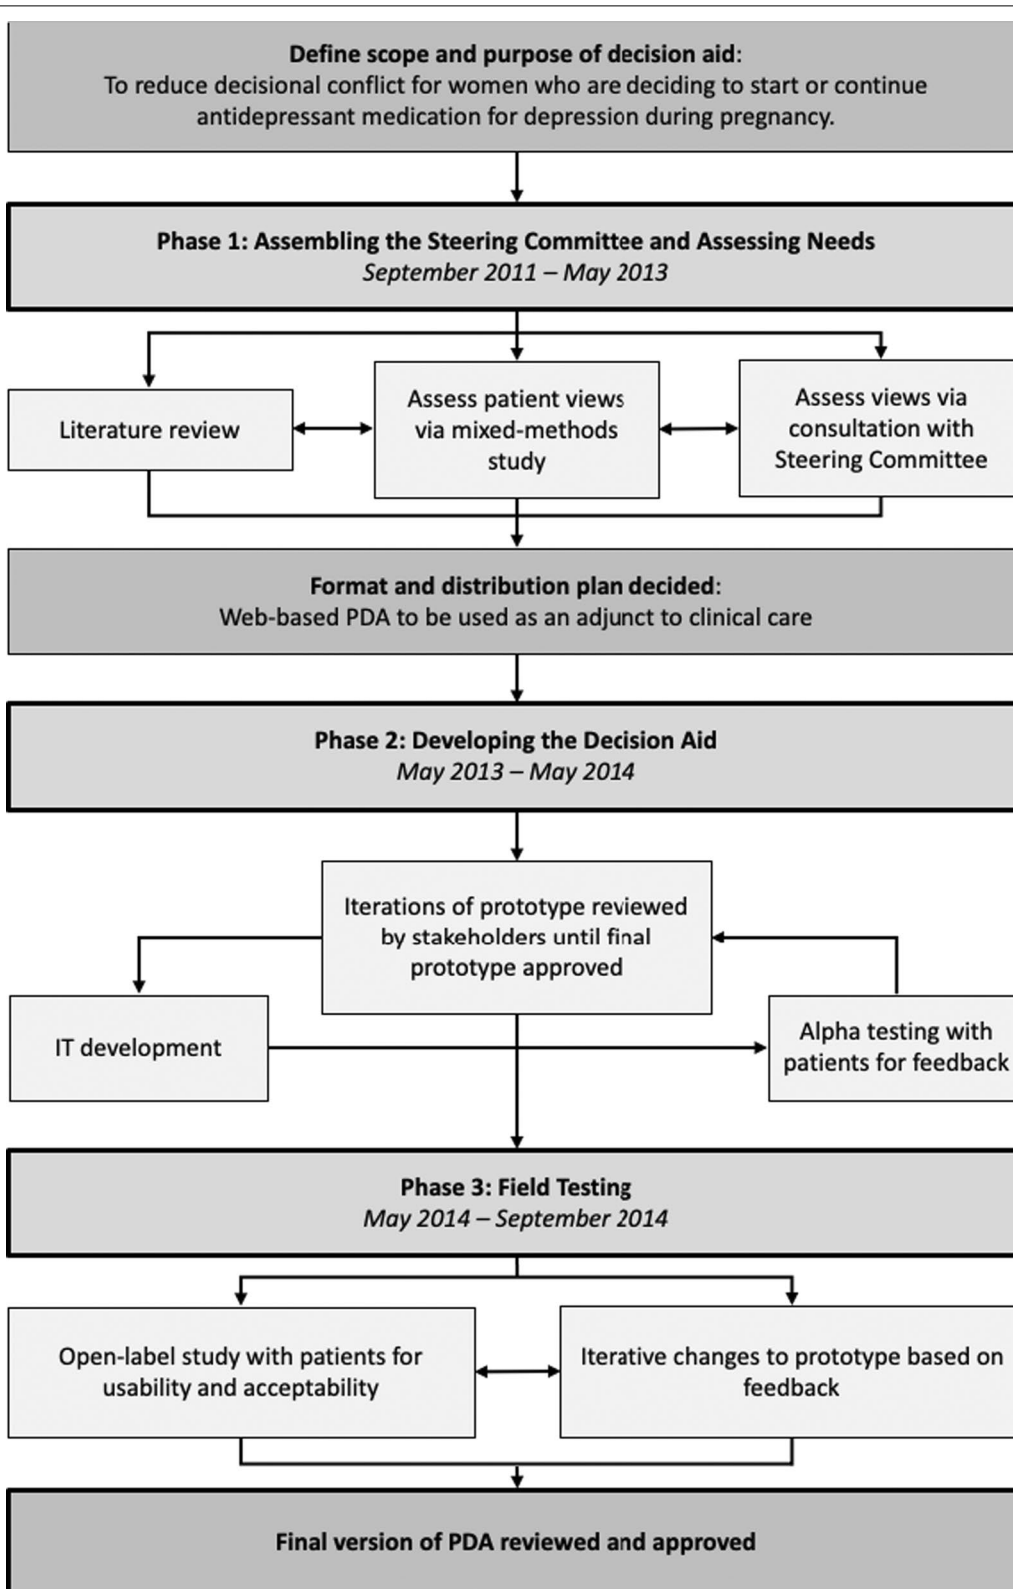 Define scope and purpose of decision aid:
To reduce decisional conflict for women who are deciding to start or continue
antidepressant medication for depression during pregnancy.
Phase 1: Assembling the Steering Committee and Assessing Needs
September 2011 – May 2013
Literature review
Assess patient views
via mixed-methods
study
Assess views via
consultation with
Steering Committee
Format and distribution plan decided:
Web-based PDA to be used as an adjunct to clinical care
Phase 2: Developing the Decision Aid
May 2013 – May 2014
Iterations of prototype reviewed
by stakeholders until final
prototype approved
IT development
Alpha testing with
patients for feedback
Phase 3: Field Testing
May 2014 – September 2014
Open-label study with patients for
usability and acceptability
Iterative changes to prototype based on
feedback
Final version of PDA reviewed and approved